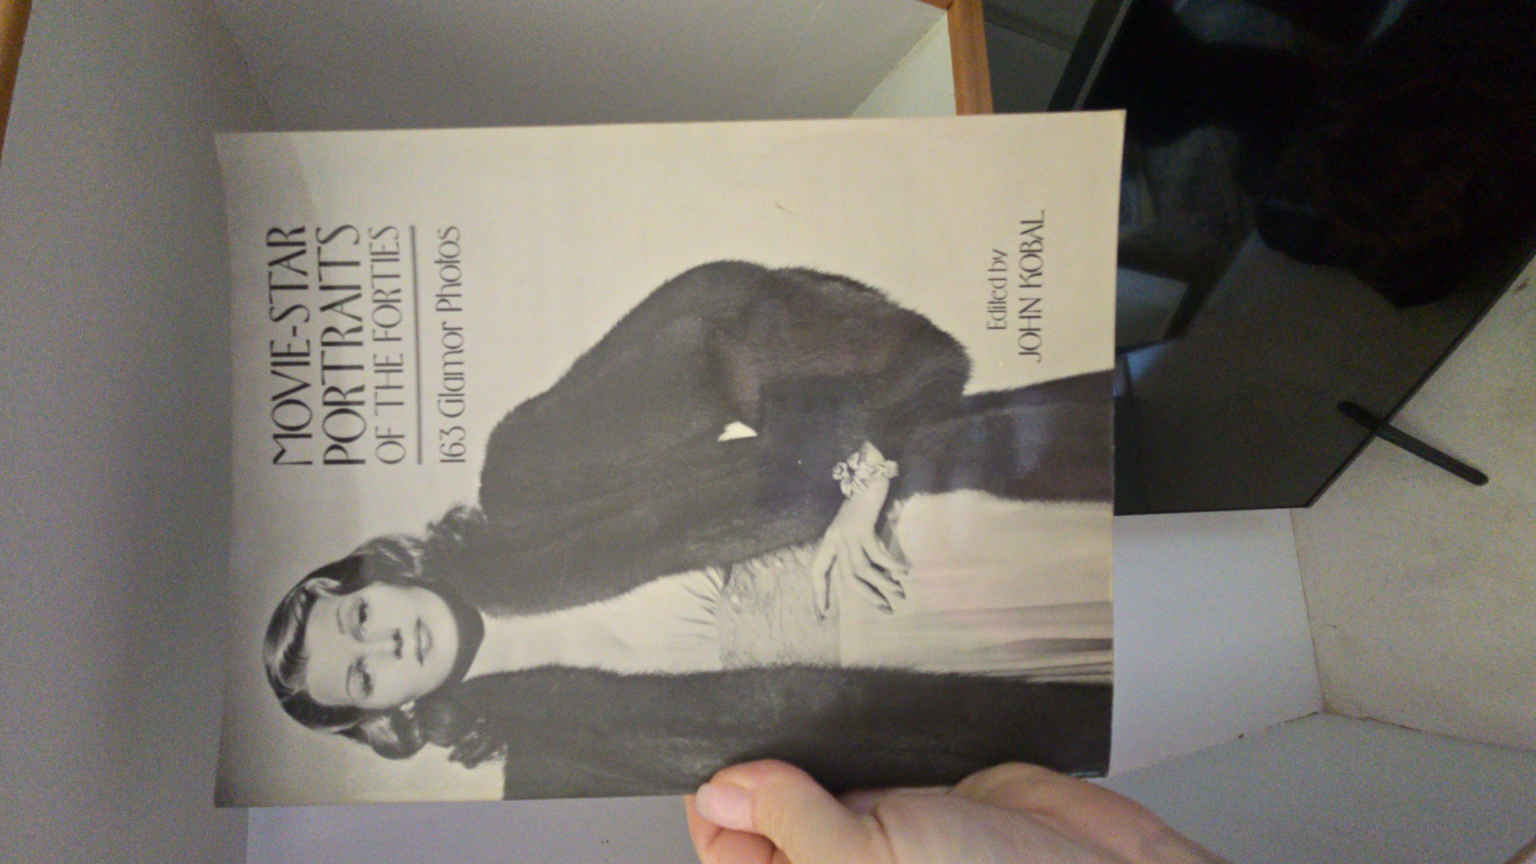 MOVIE-STAR
PORTRAITS
OF THE FORTIES
163 Glamor Photos
Edited by
JOHN KOBAL